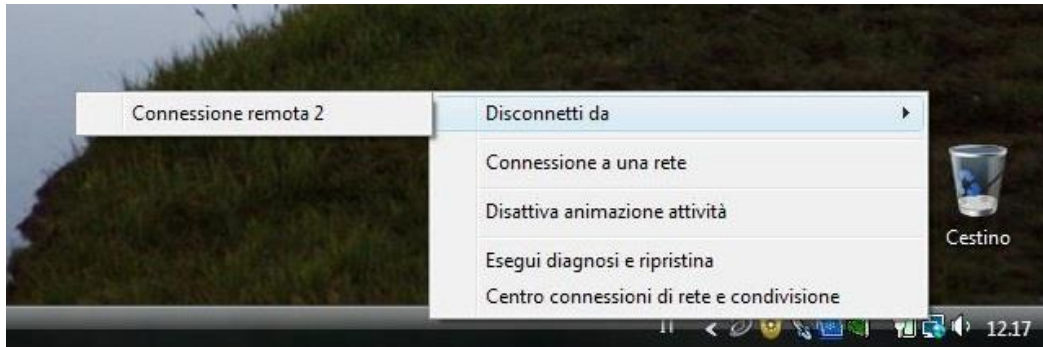 Connessione remota 2
Disconnetti da
Connessione a una rete
Disattiva animazione attività
Cestino
Esegui diagnosi e ripristina
Centro connessioni di rete e condivisione
12.17